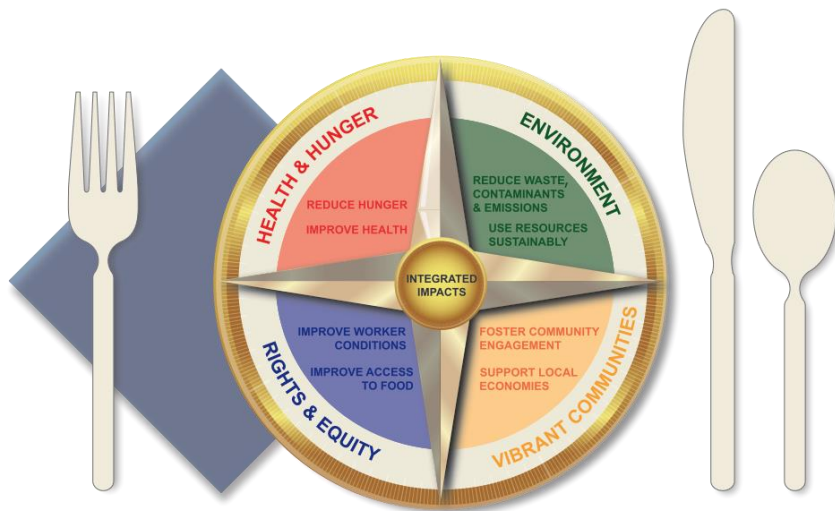 HEALTH & HUNGER
REDUCE HUNGER
IMPROVE HEALTH
ENVIRONMENT
REDUCE WASTE,
CONTAMINANTS
& EMISSIONS
USE RESOURCES
SUSTAINABLY
INTEGRATED
IMPACTS
RIGHTS & EQUITY
IMPROVE WORKER
CONDITIONS
IMPROVE ACCESS
TO FOOD
VIBRANT COMMUNITIES
FOSTER COMMUNITY
ENGAGEMENT
SUPPORT LOCAL
ECONOMIES